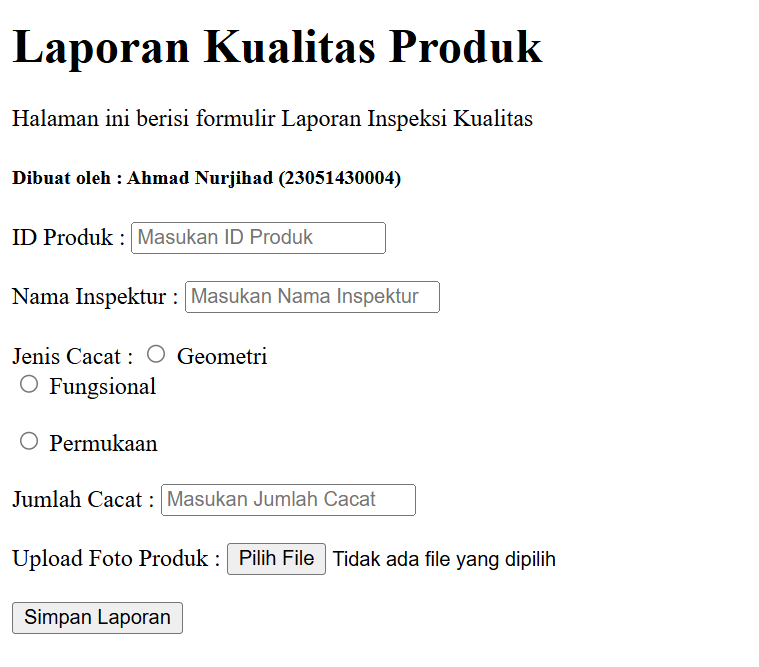 Laporan Kualitas Produk
Halaman ini berisi formulir Laporan Inspeksi Kualitas
Dibuat oleh : Ahmad Nurjihad (23051430004)
ID Produk : Masukan ID Produk
Nama Inspektur : Masukan Nama Inspektur
Jenis Cacat : Geometri
Fungsional
Permukaan
Jumlah Cacat : Masukan Jumlah Cacat
Upload Foto Produk : Pilih File Tidak ada file yang dipilih
Simpan Laporan